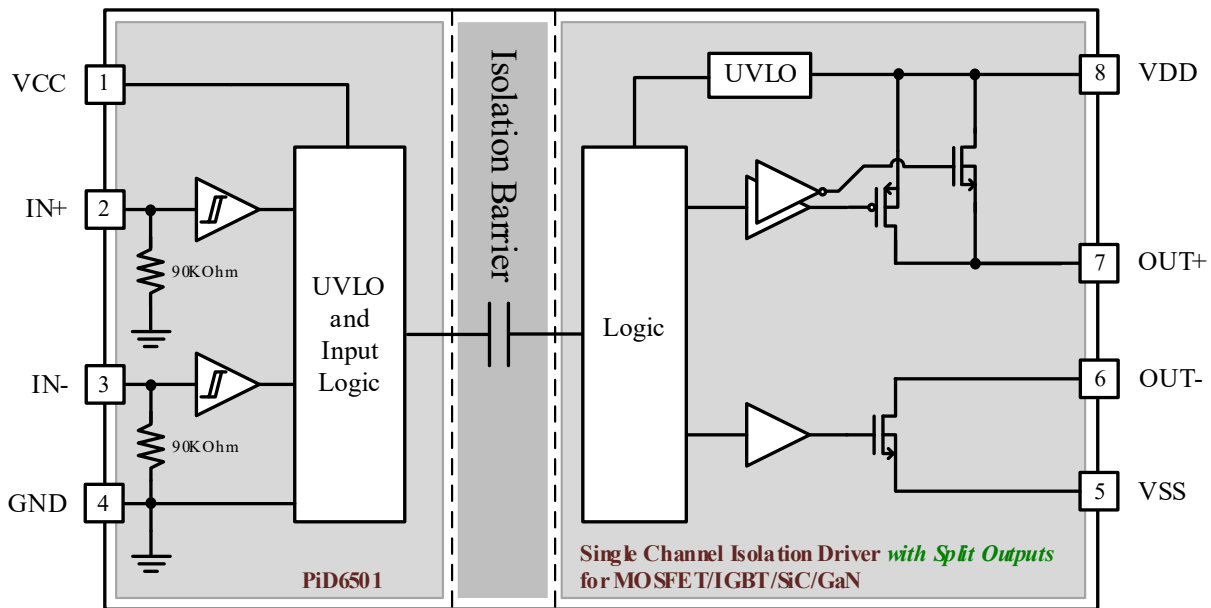 VCC
1
IN+
2
90KOhm
IN-
3
90KOhm
GND
4
UVLO
and
Input
Logic
PiD6501
Isolation Barrier
Logic
UVLO
8
VDD
7
OUT+
6
OUT-
5
VSS
Single Channel Isolation Driver with Split Outputs
for MOSFET/IGBT/SiC/GaN